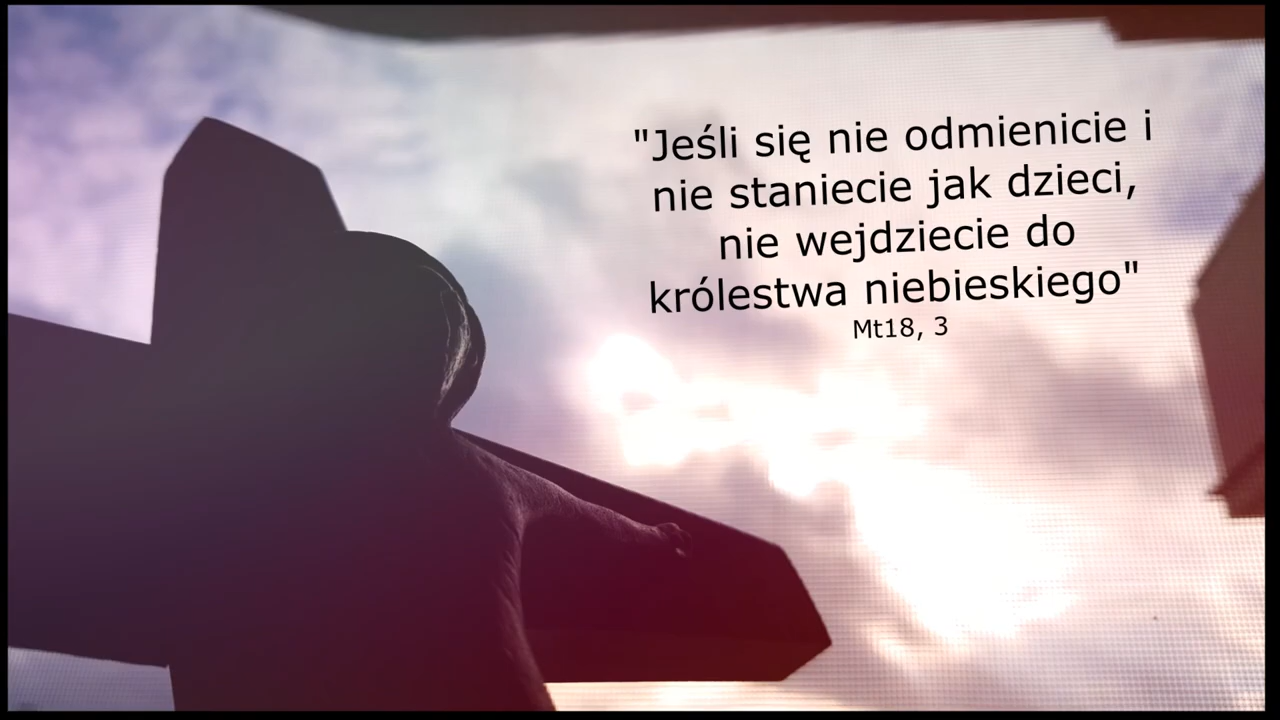 "Jeśli się nie odmienicie i
nie staniecie jak dzieci,
nie wejdziecie do
królestwa niebieskiego"
Mt18, 3